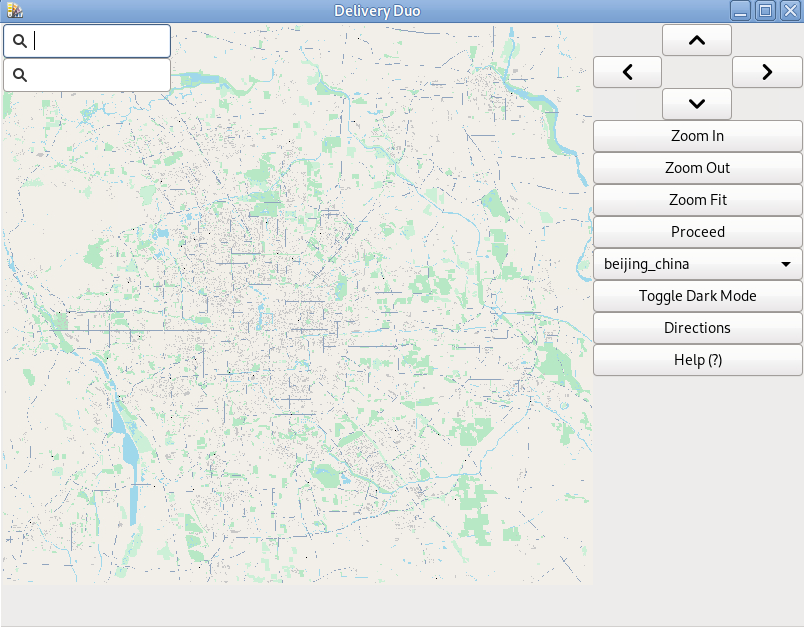 Delivery Duo
Zoom In
Zoom Out
Zoom Fit
Proceed
beijing_china
Toggle Dark Mode
Directions
Help (?)